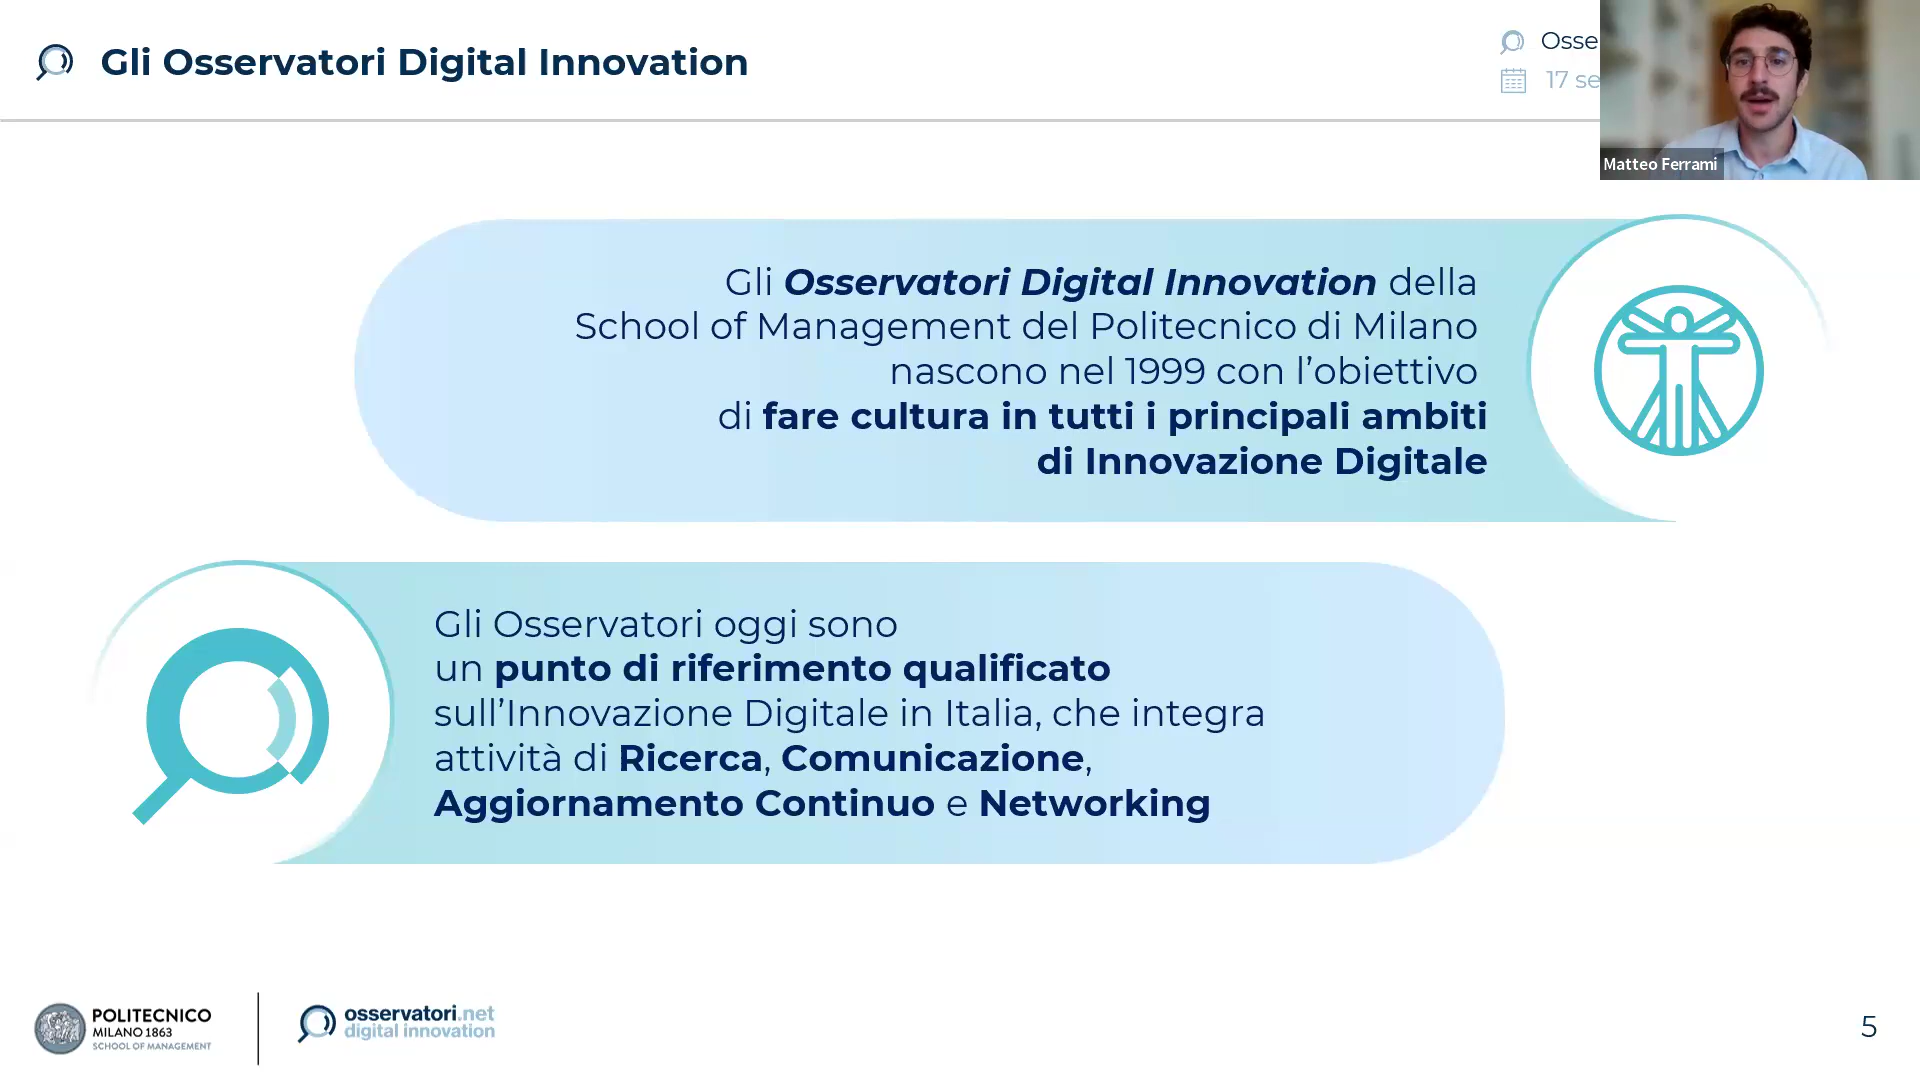 Gli Osservatori Digital Innovation
Osse
17 se
Matteo Ferrami
Gli Osservatori Digital Innovation della
School of Management del Politecnico di Milano
nascono nel 1999 con l’obiettivo
di fare cultura in tutti i principali ambiti
di Innovazione Digitale
Gli Osservatori oggi sono
un punto di riferimento qualificato
sull’Innovazione Digitale in Italia, che integra
attività di Ricerca, Comunicazione,
Aggiornamento Continuo e Networking
POLITECNICO
MILANO 1863
SCHOOL OF MANAGEMENT
osservatori.net
digital innovation
5